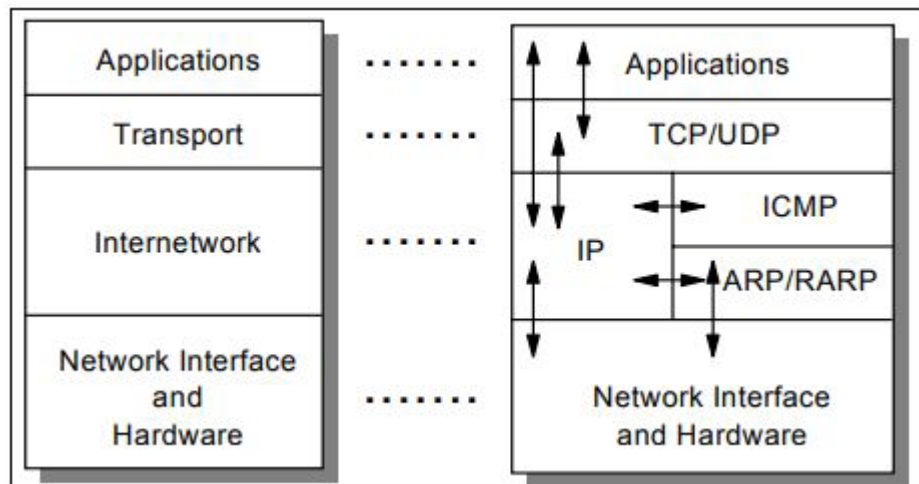 Applications
Transport
Internetwork
Network Interface
and
Hardware
Applications
TCP/UDP
ICMP
IP
ARP/RARP
Network Interface
and Hardware